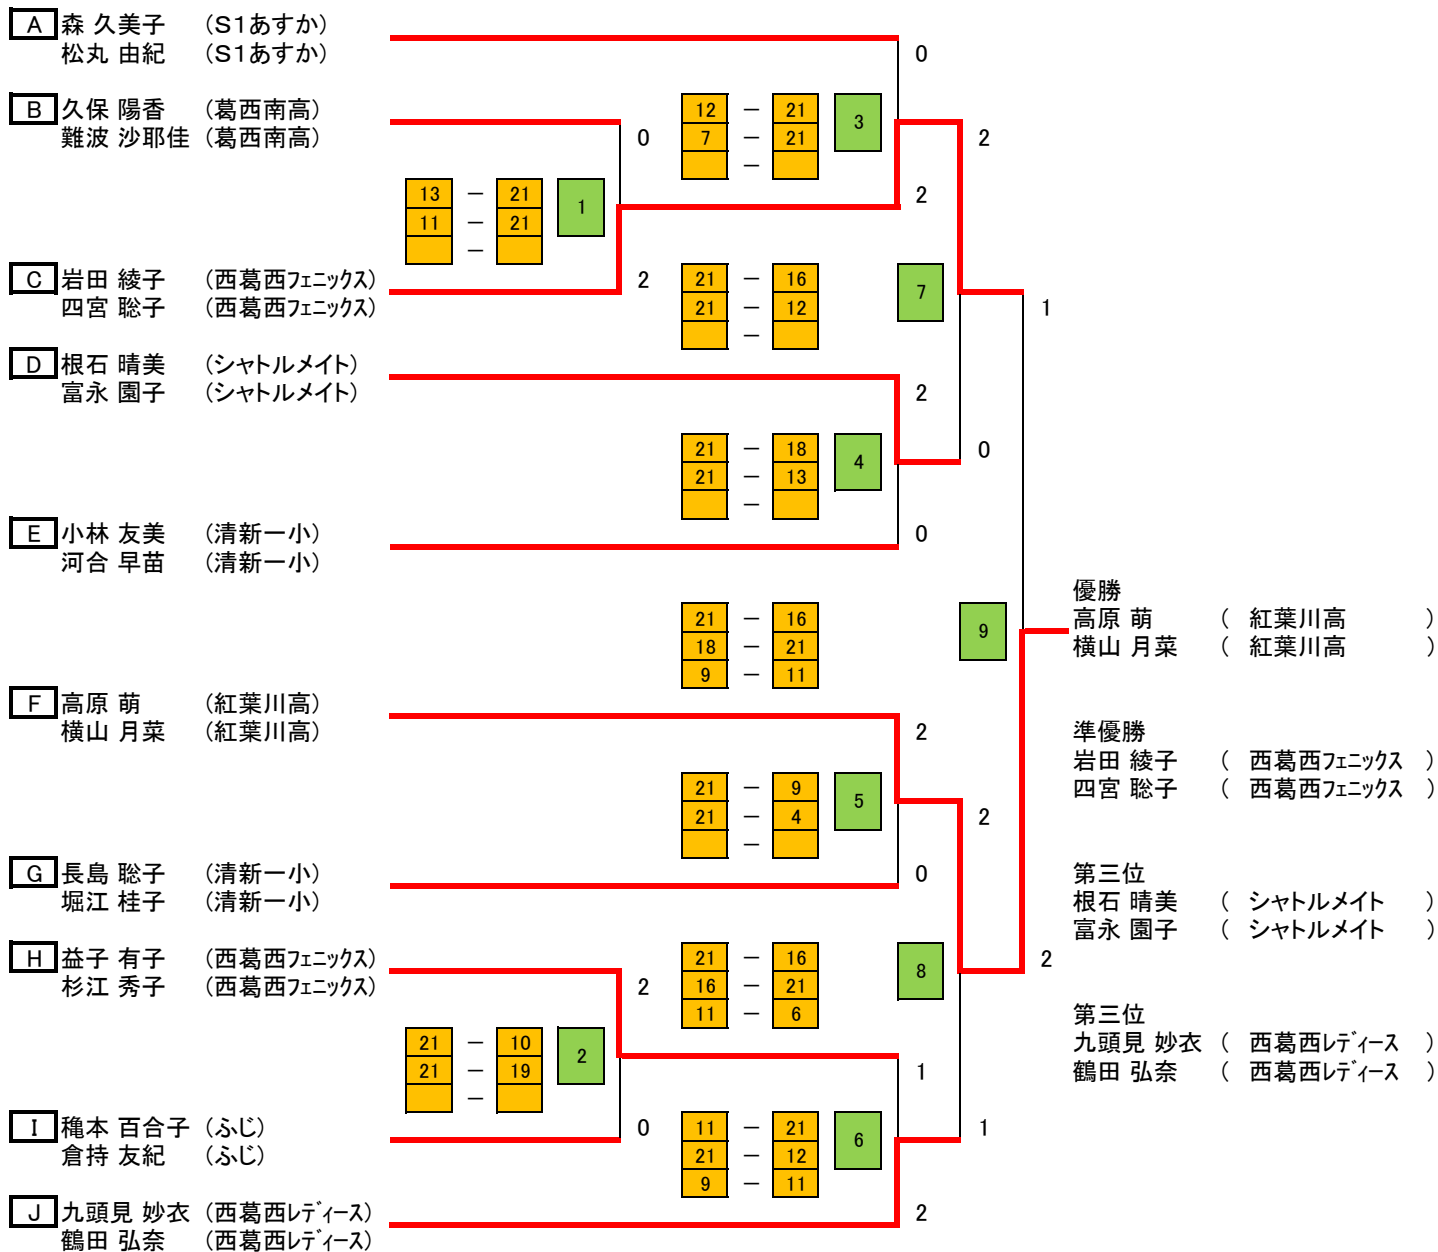 A 森 久美子 (S1あすか)
松丸 由紀 (S1あすか)
0
B 久保 陽香 (葛西南高)
12 － 21 3
難波 沙耶佳 (葛西南高)
0
7 － 21
2
－
13 － 21 1
2
11 － 21
－
C 岩田 綾子 (西葛西フェニックス)
2
21 － 16 7
四宮 聡子 (西葛西フェニックス)
21 － 12
1
－
D 根石 晴美 (シャトルメイト)
富永 園子 (シャトルメイト)
2
21 － 18 4
0
21 － 13
－
E 小林 友美 (清新一小)
0
河合 早苗 (清新一小)
優勝
21 － 16 9
高原 萌 ( 紅葉川高 )
18 － 21
横山 月菜 ( 紅葉川高 )
9 － 11
F 高原 萌 (紅葉川高)
横山 月菜 (紅葉川高)
2
準優勝
岩田 綾子 ( 西葛西フェニックス )
21 － 9 5
四宮 聡子 ( 西葛西フェニックス )
21 － 4
2
－
G 長島 聡子 (清新一小)
0
第三位
堀江 桂子 (清新一小)
根石 晴美 ( シャトルメイト )
富永 園子 ( シャトルメイト )
H 益子 有子 (西葛西フェニックス)
21 － 16 8
2
杉江 秀子 (西葛西フェニックス)
2
16 － 21
11 － 6
第三位
21 － 10 2
九頭見 妙衣 ( 西葛西レディース )
21 － 19
1
鶴田 弘奈 ( 西葛西レディース )
－
I 穐本 百合子 (ふじ)
0
11 － 21 6
1
倉持 友紀 (ふじ)
21 － 12
9 － 11
J 九頭見 妙衣 (西葛西レディース)
2
鶴田 弘奈 (西葛西レディース)